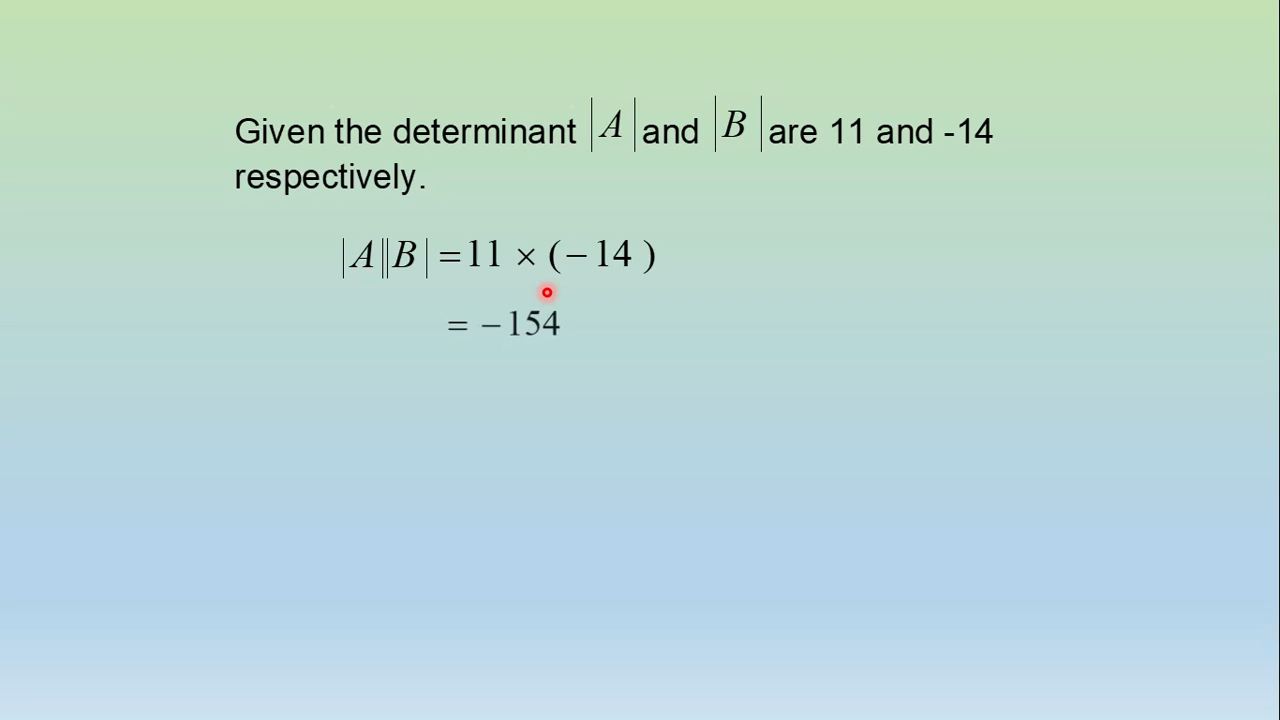 Given the determinant |A| and |B| are 11 and -14
respectively.
|A||B| = 11 × (− 14 )
= − 154